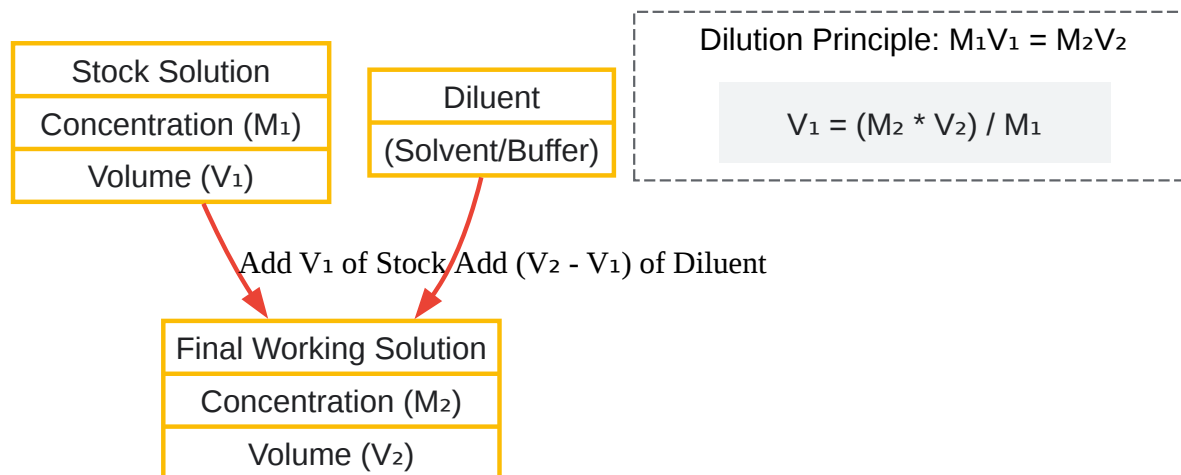 Stock Solution
Concentration (M₁)
Volume (V₁)
Diluent
(Solvent/Buffer)
Dilution Principle: M₁V₁ = M₂V₂
V₁ = (M₂ * V₂) / M₁
Add V₁ of Stock
Add (V₂ - V₁) of Diluent
Final Working Solution
Concentration (M₂)
Volume (V₂)